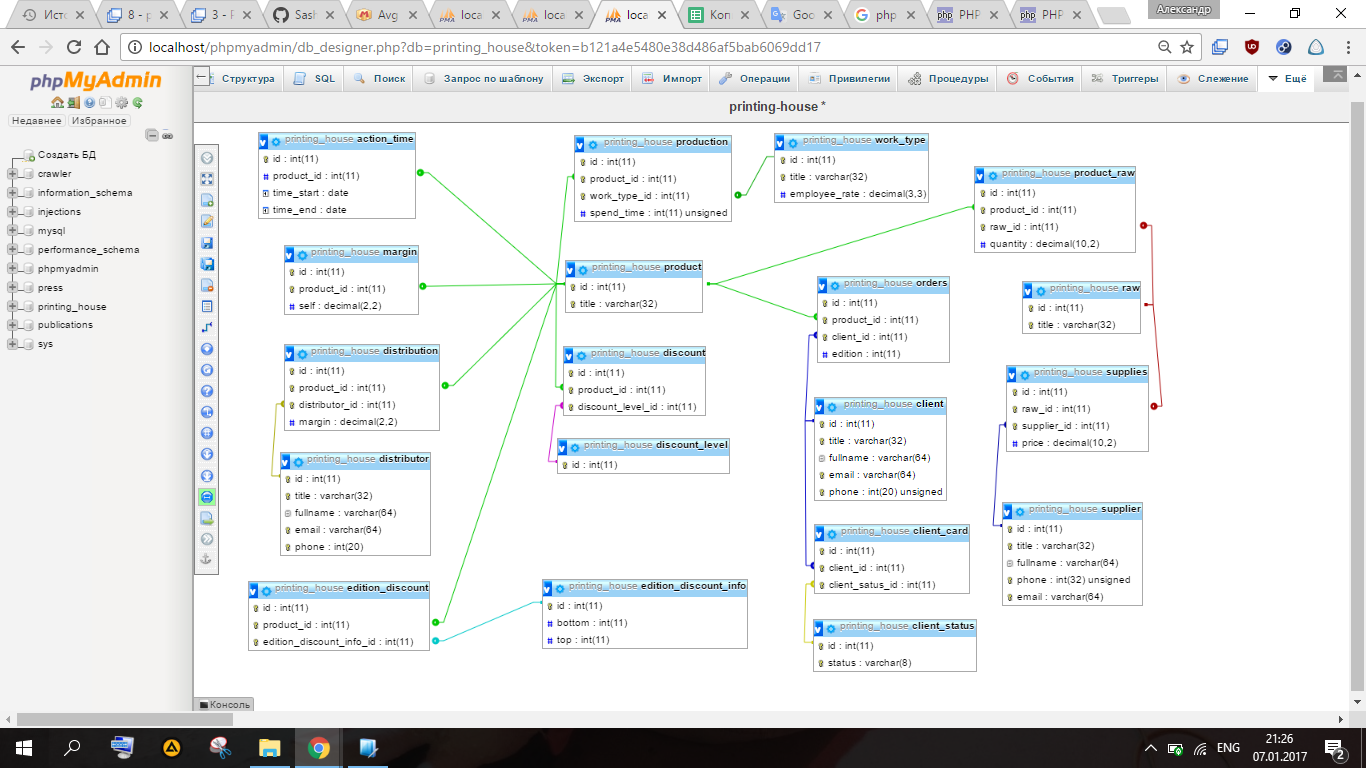 Исто
8 - p
3 - F
Sash
Avg
loca
loca
loca
Кон
Goo
php
PHP
PHP
Александр
localhost/phpmyadmin/db_designer.php?db=printing_house&token=b121a4e5480e38d486af5bab6069dd17
phpMyAdmin
Недавнее Избранное
Создать БД
crawler
information_schema
injections
mysql
performance_schema
phpmyadmin
press
printing_house
publications
sys
Структура SQL Поиск Запрос по шаблону Экспорт Импорт Операции Привилегии Процедуры События Триггеры Слежение Ещё
printing-house *
printing_house action_time
id : int(11)
product_id : int(11)
time_start : date
time_end : date
printing_house production
id : int(11)
product_id : int(11)
work_type_id : int(11)
spend_time : int(11) unsigned
printing_house work_type
id : int(11)
title : varchar(32)
employee_rate : decimal(3,3)
printing_house product_raw
id : int(11)
product_id : int(11)
raw_id : int(11)
quantity : decimal(10,2)
printing_house margin
id : int(11)
product_id : int(11)
self : decimal(2,2)
printing_house product
id : int(11)
title : varchar(32)
printing_house orders
id : int(11)
product_id : int(11)
client_id : int(11)
edition : int(11)
printing_house raw
id : int(11)
title : varchar(32)
printing_house distribution
id : int(11)
product_id : int(11)
distributor_id : int(11)
margin : decimal(2,2)
printing_house discount
id : int(11)
product_id : int(11)
discount_level_id : int(11)
printing_house supplies
id : int(11)
raw_id : int(11)
supplier_id : int(11)
price : decimal(10,2)
printing_house client
id : int(11)
title : varchar(32)
fullname : varchar(64)
email : varchar(64)
phone : int(20) unsigned
printing_house discount_level
id : int(11)
printing_house distributor
id : int(11)
title : varchar(32)
fullname : varchar(64)
email : varchar(64)
phone : int(20)
printing_house supplier
id : int(11)
title : varchar(32)
fullname : varchar(64)
phone : int(32) unsigned
email : varchar(64)
printing_house client_card
id : int(11)
client_id : int(11)
client_satus_id : int(11)
printing_house edition_discount
id : int(11)
product_id : int(11)
edition_discount_info_id : int(11)
printing_house edition_discount_info
id : int(11)
bottom : int(11)
top : int(11)
printing_house client_status
id : int(11)
status : varchar(8)
Консоль
ENG
21:26
07.01.2017
2